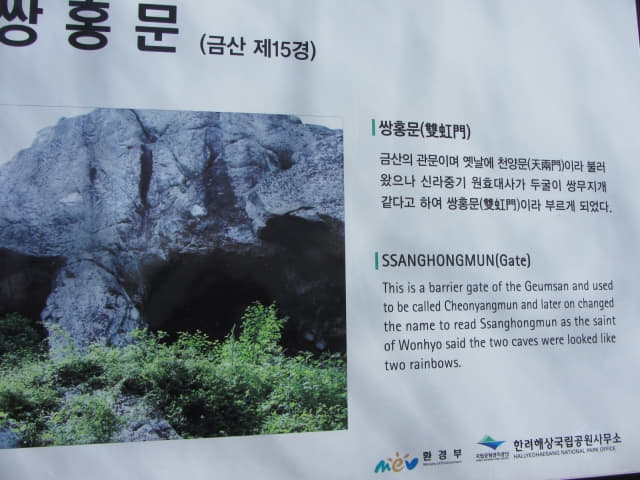 쌍홍문 (금산 제15경)
쌍홍문(雙虹門)
금산의 관문이며 옛날에 천양문(天兩門)이라 불러
왔으나 신라중기 원효대사가 두굴이 쌍무지개
같다고 하여 쌍홍문(雙虹門)이라 부르게 되었다.
SSANGHONGMUN(Gate)
This is a barrier gate of the Geumsan and used
to be called Cheonyangmun and later on changed
the name to read Ssanghongmun as the saint
of Wonhyo said the two caves were looked like
two rainbows.
mev 환경부
Ministry of Environment
국립공원관리공단
한려해상국립공원사무소
HALLYEOHAESANG NATIONAL PARK OFFICE